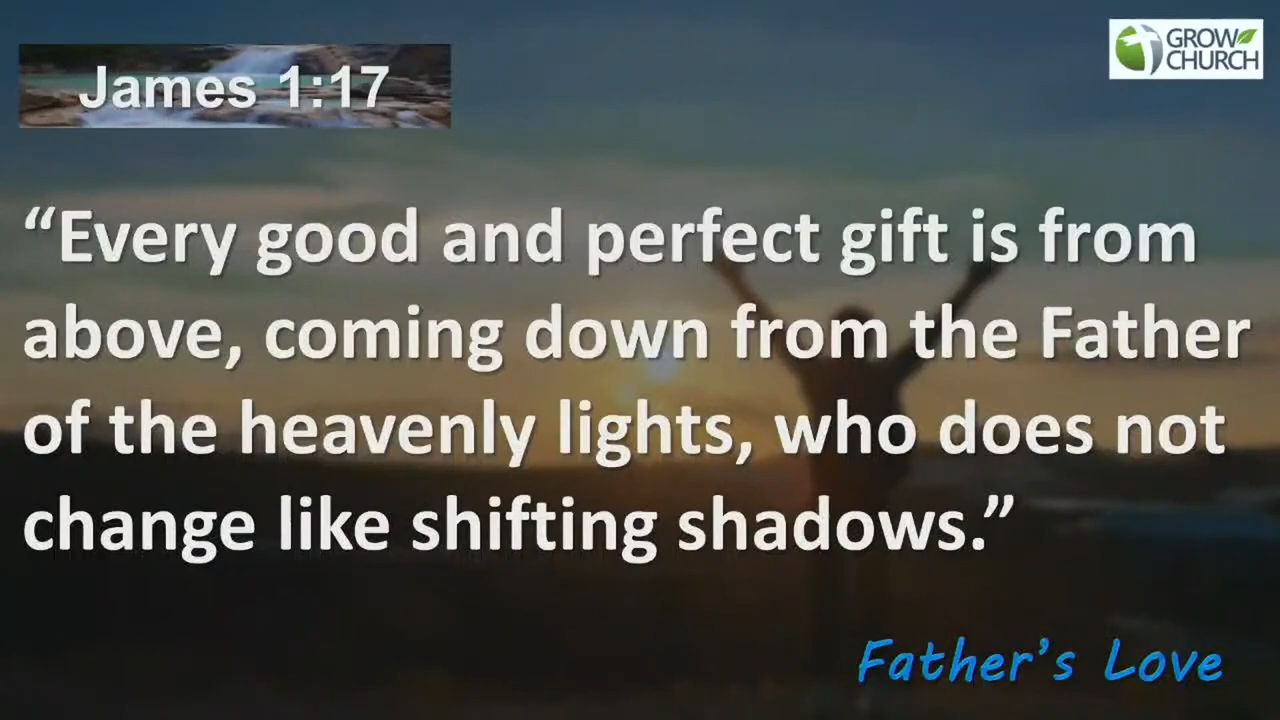 James 1:17
GROW
CHURCH
“Every good and perfect gift is from
above, coming down from the Father
of the heavenly lights, who does not
change like shifting shadows.”
Father’s Love